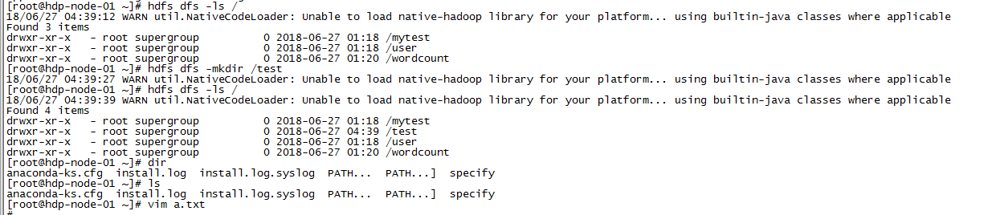 [root@hdp-node-01 ~]# hdfs dfs -ls /
18/06/27 04:39:12 WARN util.NativeCodeLoader: Unable to load native-hadoop library for your platform... using builtin-java classes where applicable
Found 3 items
drwxr-xr-x   - root supergroup          0 2018-06-27 01:18 /mytest
drwxr-xr-x   - root supergroup          0 2018-06-27 01:18 /user
drwxr-xr-x   - root supergroup          0 2018-06-27 01:20 /wordcount
[root@hdp-node-01 ~]# hdfs dfs -mkdir /test
18/06/27 04:39:27 WARN util.NativeCodeLoader: Unable to load native-hadoop library for your platform... using builtin-java classes where applicable
[root@hdp-node-01 ~]# hdfs dfs -ls /
18/06/27 04:39:39 WARN util.NativeCodeLoader: Unable to load native-hadoop library for your platform... using builtin-java classes where applicable
Found 4 items
drwxr-xr-x   - root supergroup          0 2018-06-27 01:18 /mytest
drwxr-xr-x   - root supergroup          0 2018-06-27 04:39 /test
drwxr-xr-x   - root supergroup          0 2018-06-27 01:18 /user
drwxr-xr-x   - root supergroup          0 2018-06-27 01:20 /wordcount
[root@hdp-node-01 ~]# dir
anaconda-ks.cfg  install.log  install.log.syslog  PATH...  PATH...]  specify
[root@hdp-node-01 ~]# ls
anaconda-ks.cfg  install.log  install.log.syslog  PATH...  PATH...]  specify
[root@hdp-node-01 ~]# vim a.txt
#